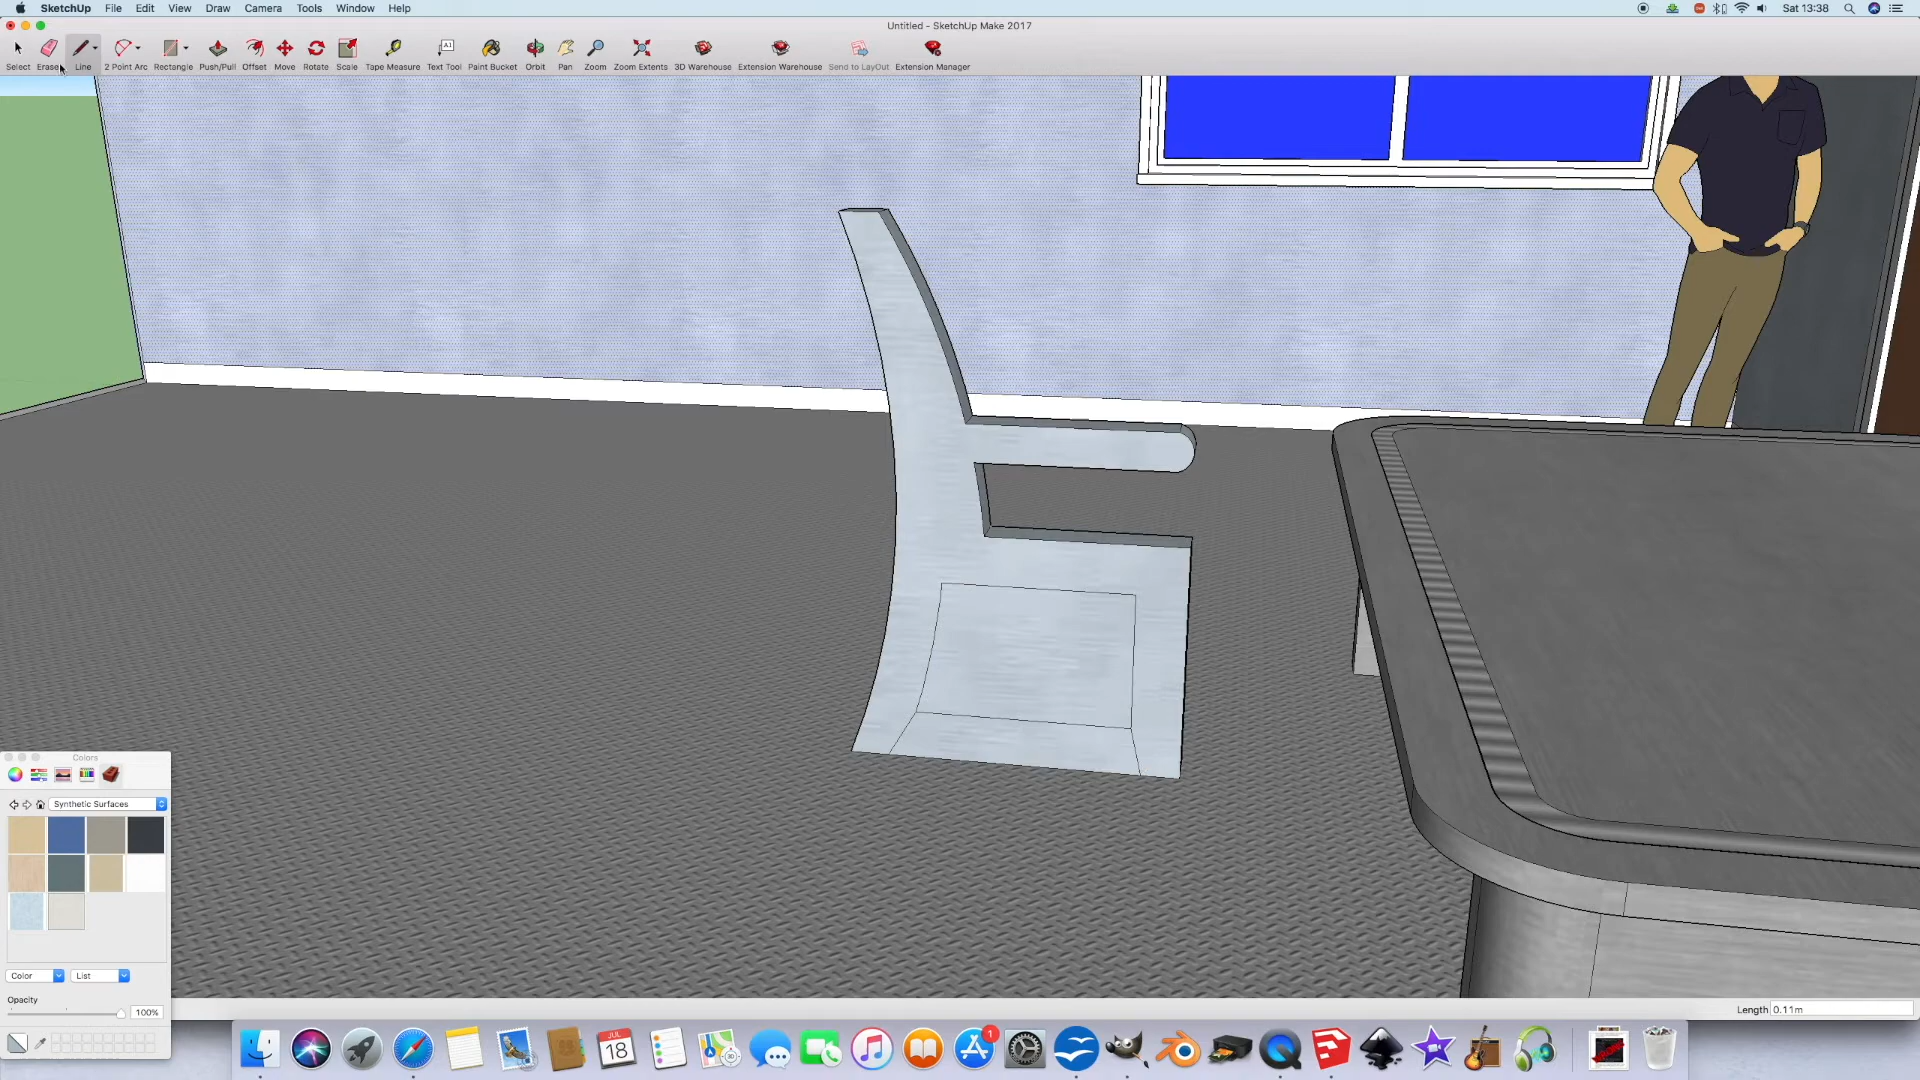 SketchUp File Edit View Draw Camera Tools Window Help Sat 13:38
Untitled - SketchUp Make 2017
Select Erase Line 2 Point Arc Rectangle Push/Pull Offset Move Rotate Scale Tape Measure Text Tool Paint Bucket Orbit Pan Zoom Zoom Extents 3D Warehouse Extension Warehouse Send to LayOut Extension Manager
Colors
Synthetic Surfaces
Color List
Opacity
100%
Length 0.11m
JUL
18
1